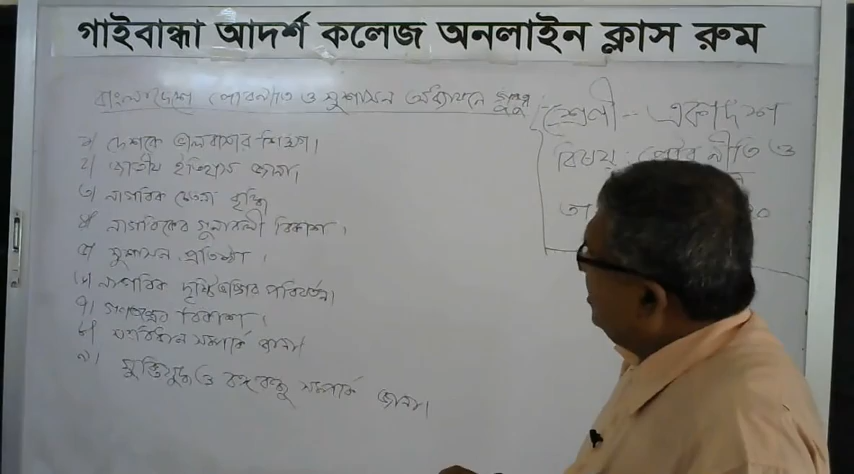 গাইবান্ধা আদর্শ কলেজ অনলাইন ক্লাস রুম
বাংলাদেশে পৌরনীতি ও সুশাসন অধ্যায়নে গুরুত্ব
১) দেশকে ভালবাসার শিক্ষা।
২) জাতীয় ইতিহাস জানা।
৩) নাগরিক চেতনা বৃদ্ধি
৪) নাগরিকের গুনাবলী বিকাশ।
৫) সুশাসন প্রতিষ্ঠা।
৬) নাগরিক দৃষ্টিভঙ্গির পরিবর্তন।
৭) গণতন্ত্রের বিকাশ।
৮) সংবিধান সম্পর্কে জানা
৯) মুক্তিযুদ্ধ ও বঙ্গবন্ধু সম্পর্কে জানা।
শ্রেণী -- একাদশ
বিষয় : পৌরনীতি ও